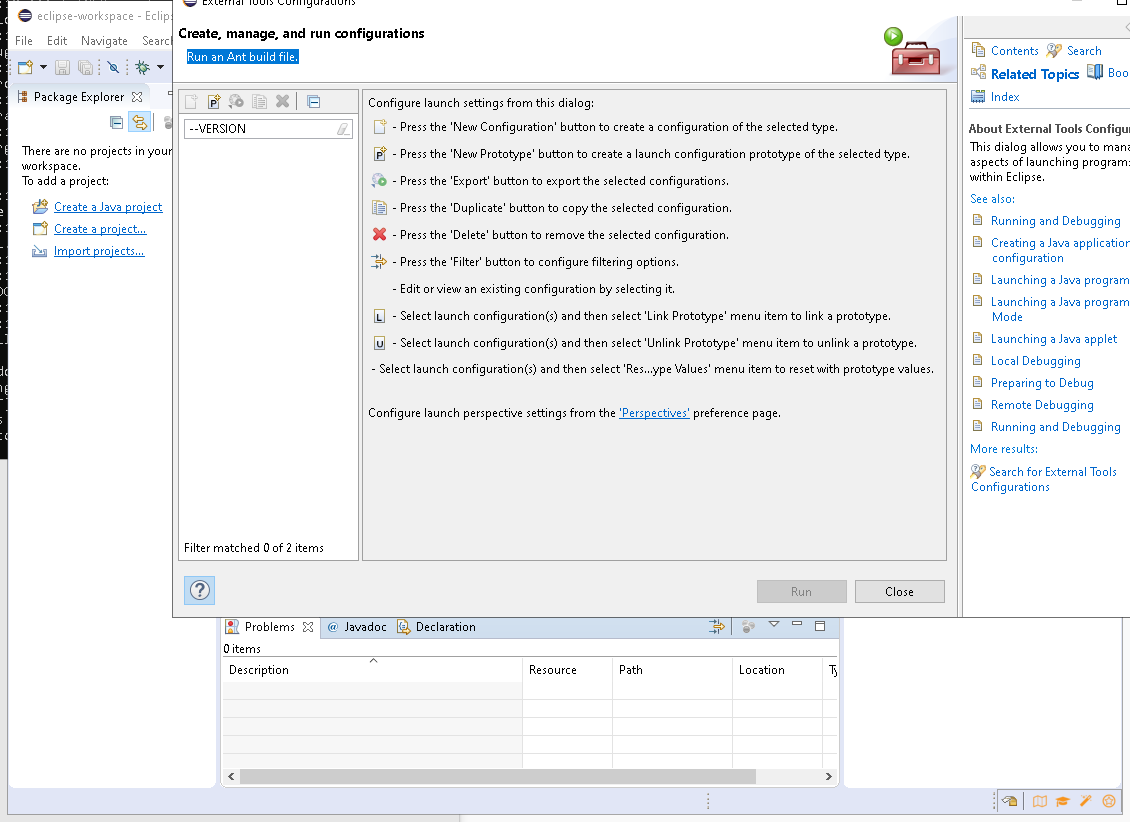 External Tools Configurations
eclipse-workspace - Eclip
File Edit Navigate Search
Create, manage, and run configurations
Run an Ant build file.
Package Explorer
There are no projects in your
workspace.
To add a project:
Create a Java project
Create a project...
Import projects...
--VERSION
Filter matched 0 of 2 items
Configure launch settings from this dialog:
- Press the 'New Configuration' button to create a configuration of the selected type.
- Press the 'New Prototype' button to create a launch configuration prototype of the selected type.
- Press the 'Export' button to export the selected configurations.
- Press the 'Duplicate' button to copy the selected configuration.
- Press the 'Delete' button to remove the selected configuration.
- Press the 'Filter' button to configure filtering options.
- Edit or view an existing configuration by selecting it.
L - Select launch configuration(s) and then select 'Link Prototype' menu item to link a prototype.
U - Select launch configuration(s) and then select 'Unlink Prototype' menu item to unlink a prototype.
- Select launch configuration(s) and then select 'Res...ype Values' menu item to reset with prototype values.
Configure launch perspective settings from the 'Perspectives' preference page.
Run Close
Contents Search
Related Topics Boo
Index
About External Tools Configu
This dialog allows you to mana
aspects of launching program
within Eclipse.
See also:
Running and Debugging
Creating a Java application
configuration
Launching a Java program
Launching a Java program
Mode
Launching a Java applet
Local Debugging
Preparing to Debug
Remote Debugging
Running and Debugging
More results:
Search for External Tools
Configurations
Problems @ Javadoc Declaration
0 items
Description Resource Path Location Ty